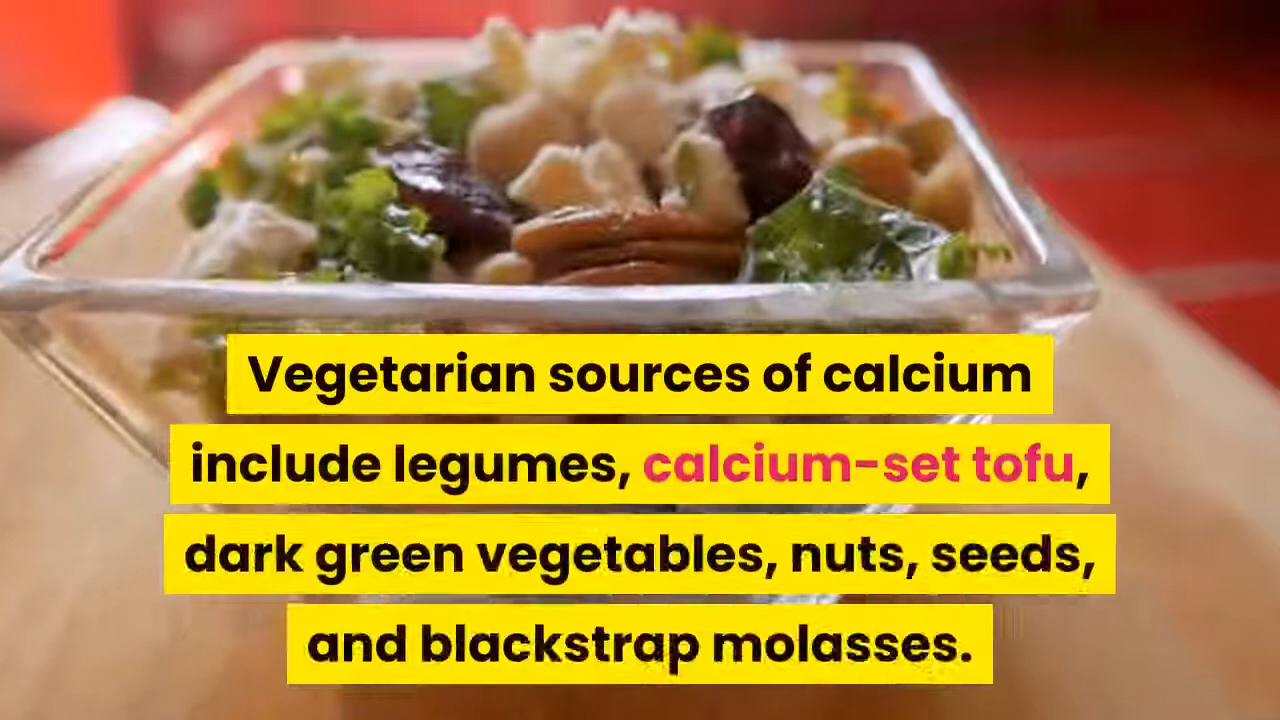 Vegetarian sources of calcium
include legumes, calcium-set tofu,
dark green vegetables, nuts, seeds,
and blackstrap molasses.